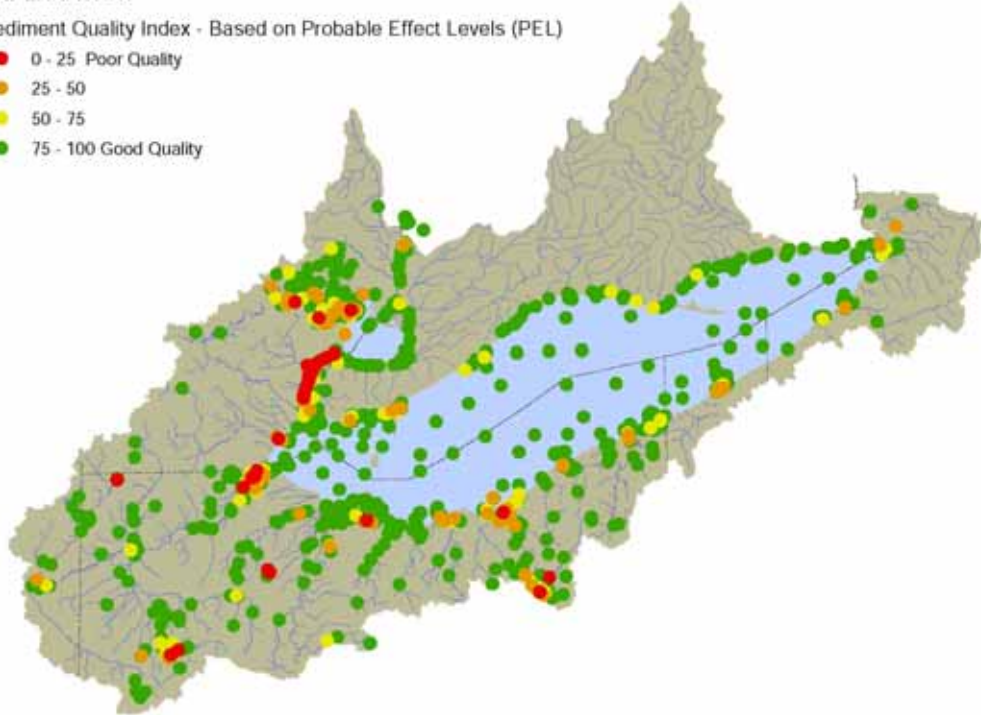 ediment Quality Index - Based on Probable Effect Levels (PEL)
0 - 25 Poor Quality
25 - 50
50 - 75
75 - 100 Good Quality